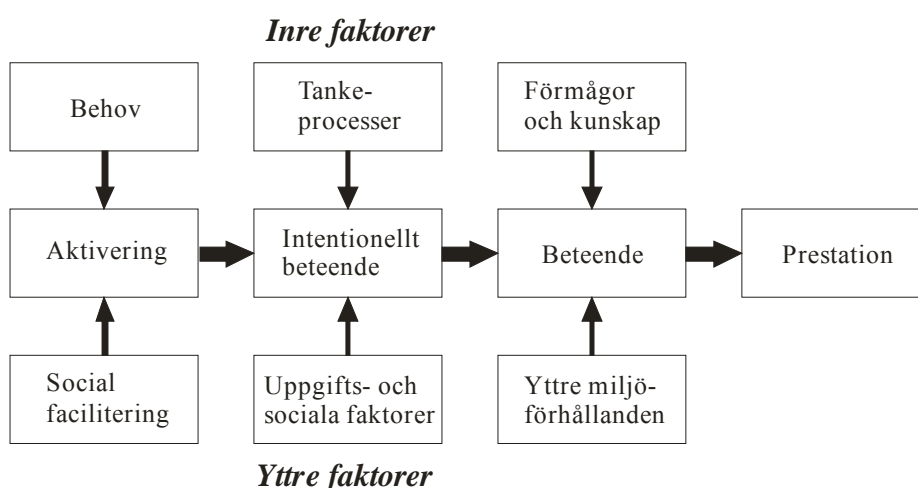 Inre faktorer
Behov
Tanke-
processer
Förmågor
och kunskap
Aktivering
Intentionellt
beteende
Beteende
Prestation
Social
facilitering
Uppgifts- och
sociala faktorer
Yttre miljö-
förhållanden
Yttre faktorer